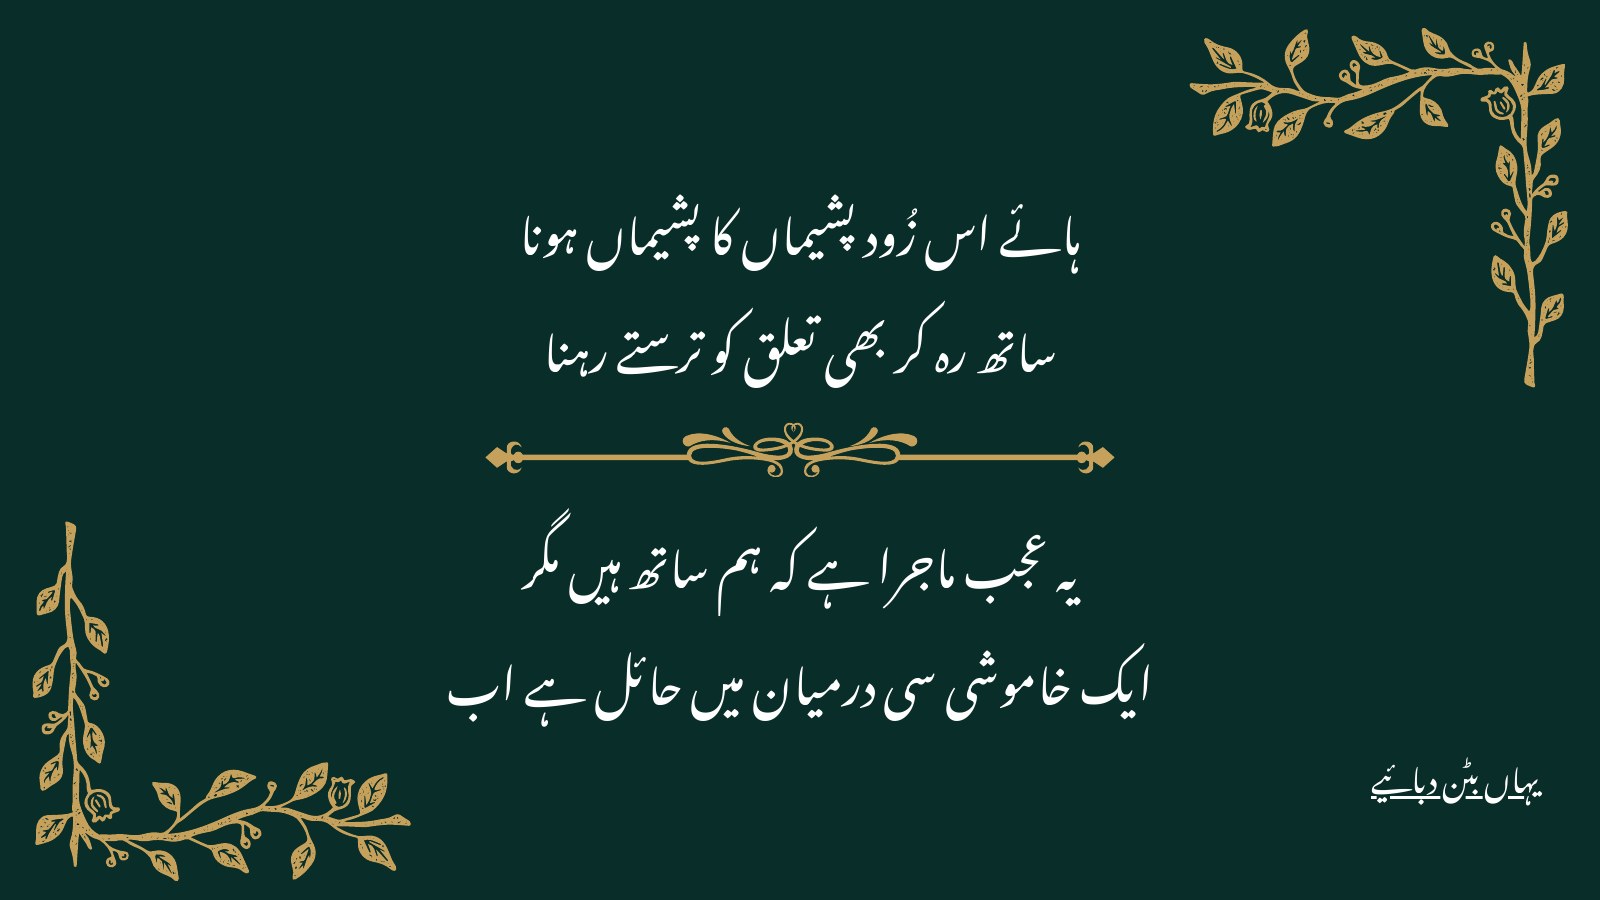 ہائے اس زُود پشیماں کا پشیماں ہونا
ساتھ رہ کر بھی تعلق کو ترستے رہنا
یہ عجب ماجرا ہے کہ ہم ساتھ ہیں مگر
ایک خاموشی سی درمیان میں حائل ہے اب
یہاں بٹن دبائیے